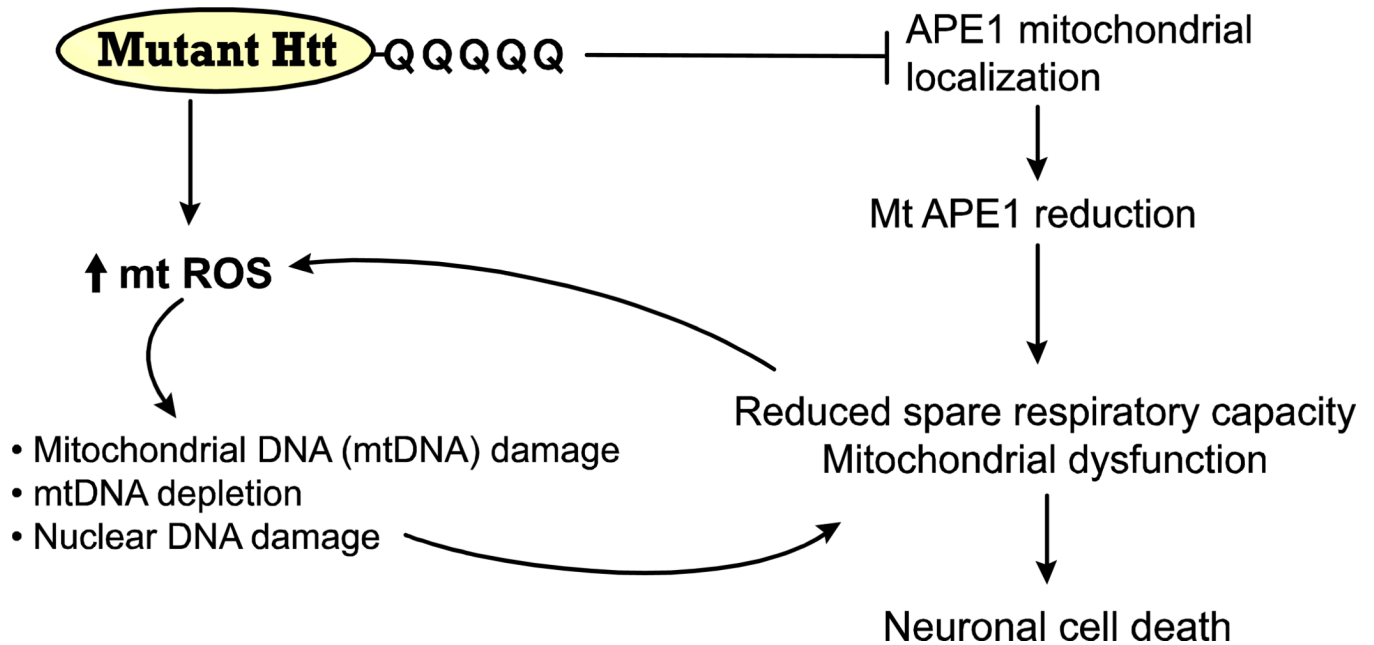 Mutant Htt QQQQQ
APE1 mitochondrial
localization
Mt APE1 reduction
mt ROS
Reduced spare respiratory capacity
Mitochondrial dysfunction
• Mitochondrial DNA (mtDNA) damage
• mtDNA depletion
• Nuclear DNA damage
Neuronal cell death